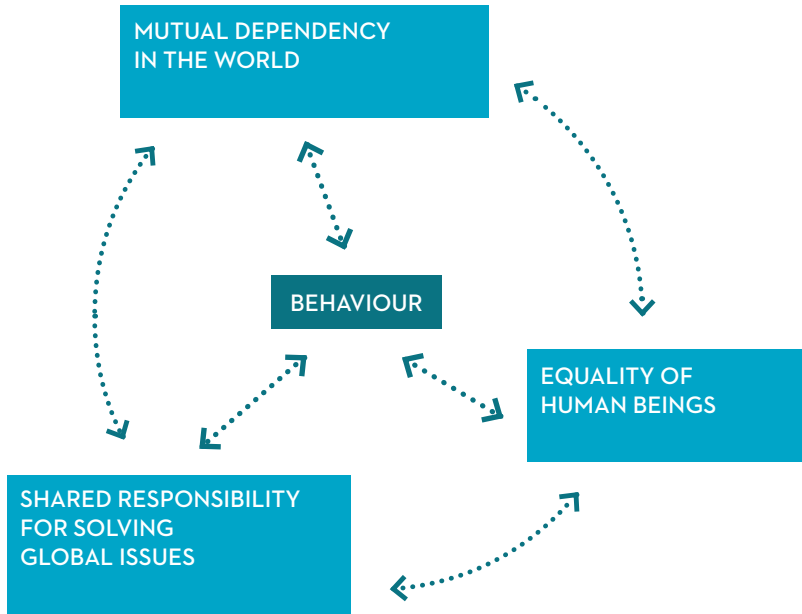 MUTUAL DEPENDENCY
IN THE WORLD
BEHAVIOUR
EQUALITY OF
HUMAN BEINGS
SHARED RESPONSIBILITY
FOR SOLVING
GLOBAL ISSUES